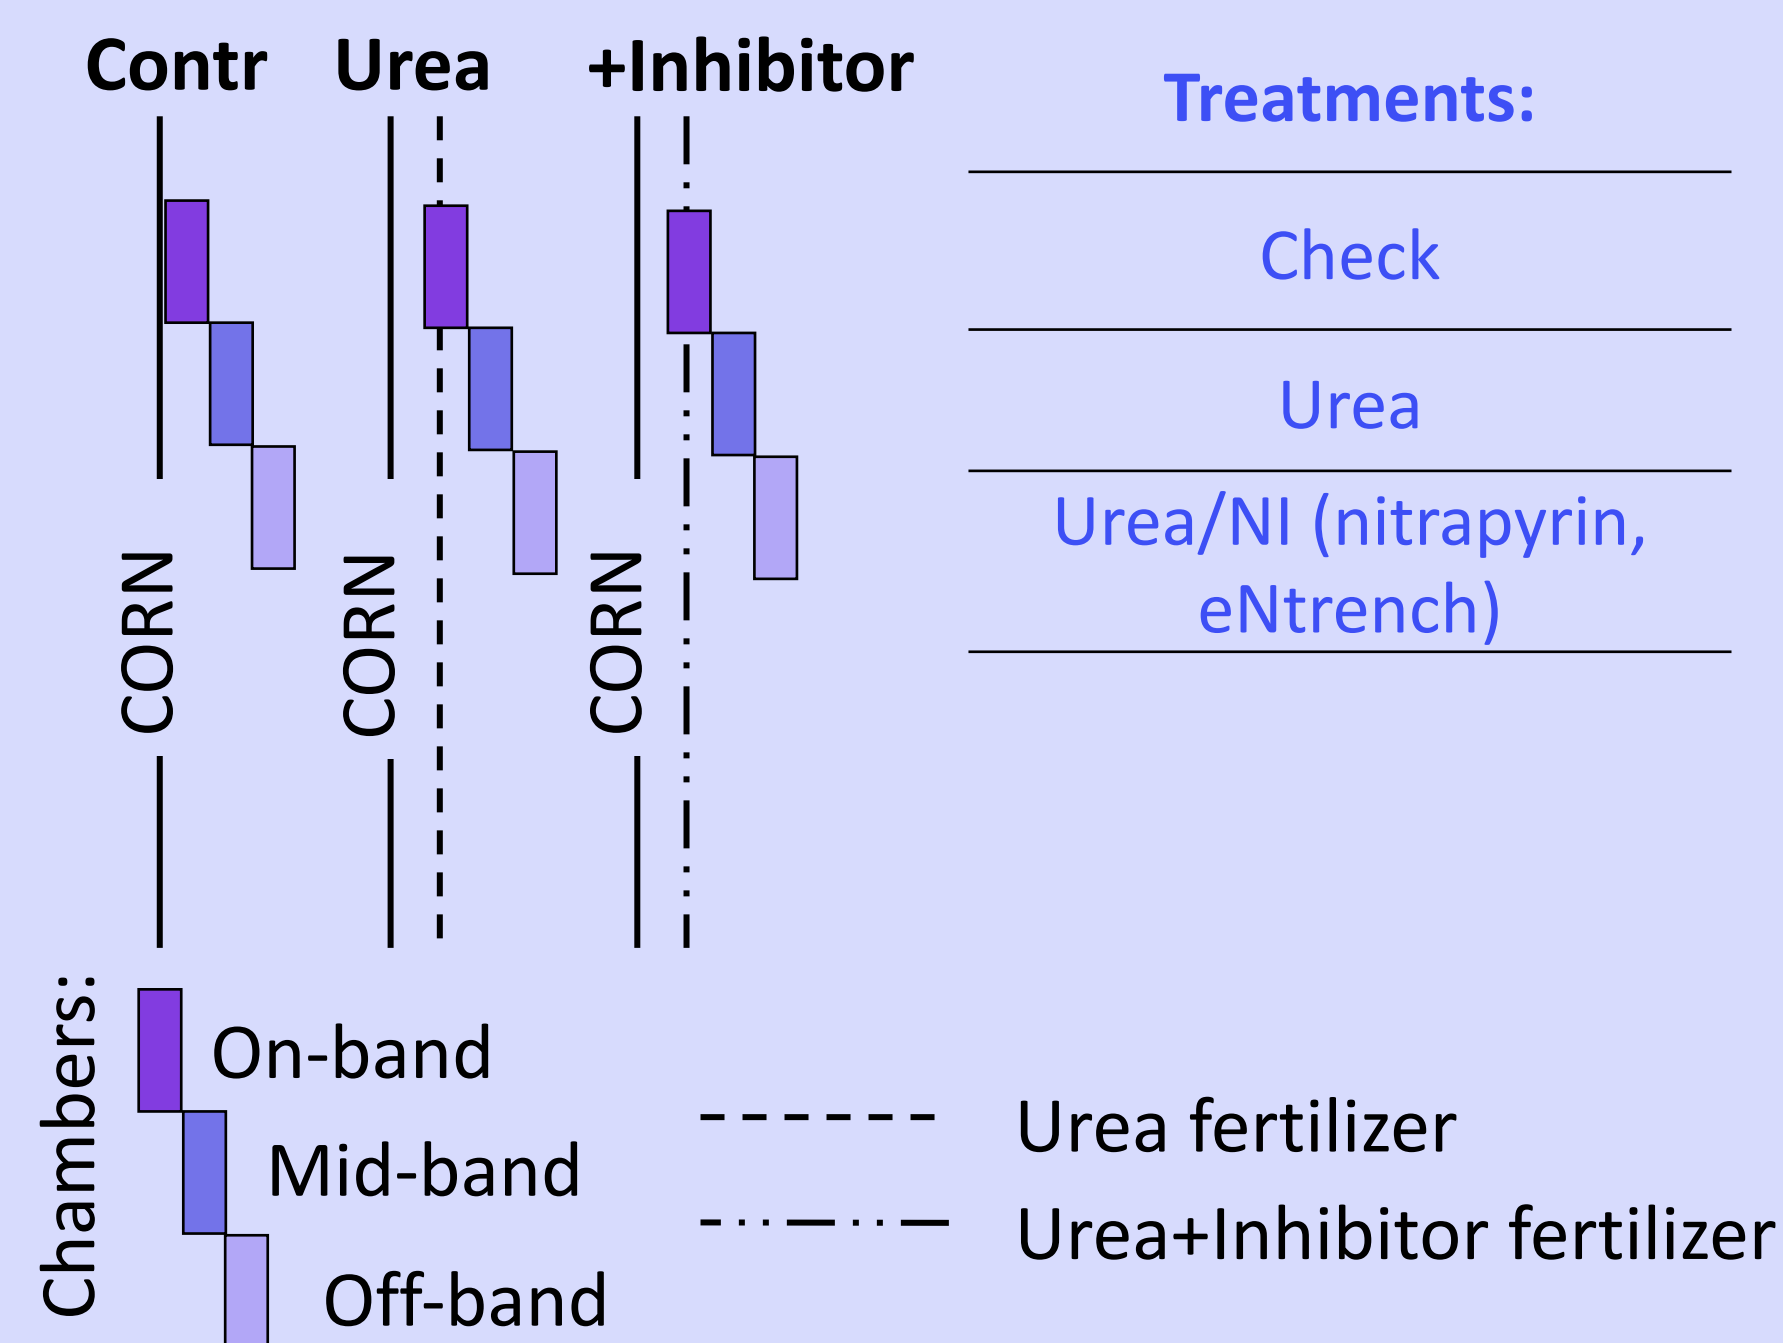 Contr Urea +Inhibitor
CORN CORN CORN
Treatments:
Check
Urea
Urea/NI (nitrapyrin,
eNtrench)
Chambers:
On-band
Mid-band
Off-band
Urea fertilizer
Urea+Inhibitor fertilizer